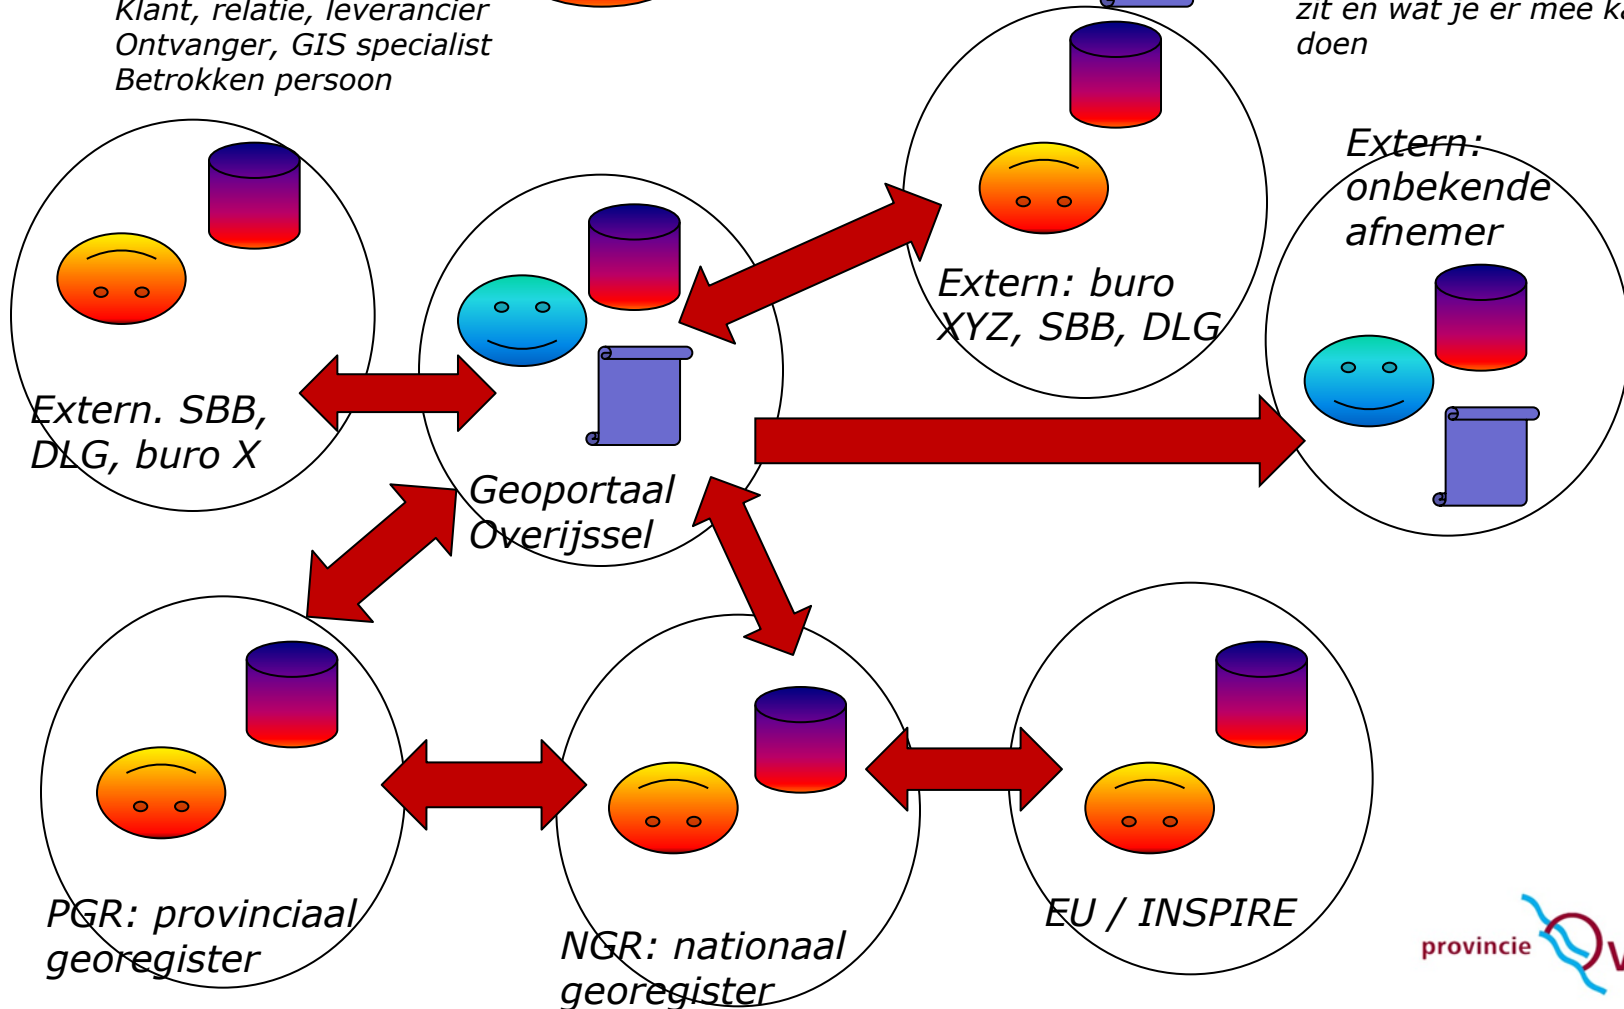 Klant, relatie, leverancier
Ontvanger, GIS specialist
Betrokken persoon
zit en wat je er mee
doen
Extern:
onbekende
afnemer
Extern: buro
XYZ, SBB, DLG
Extern. SBB,
DLG, buro X
Geoportaal
Overijssel
PGR: provinciaal
georegister
NGR: nationaal
georegister
EU / INSPIRE
provincie